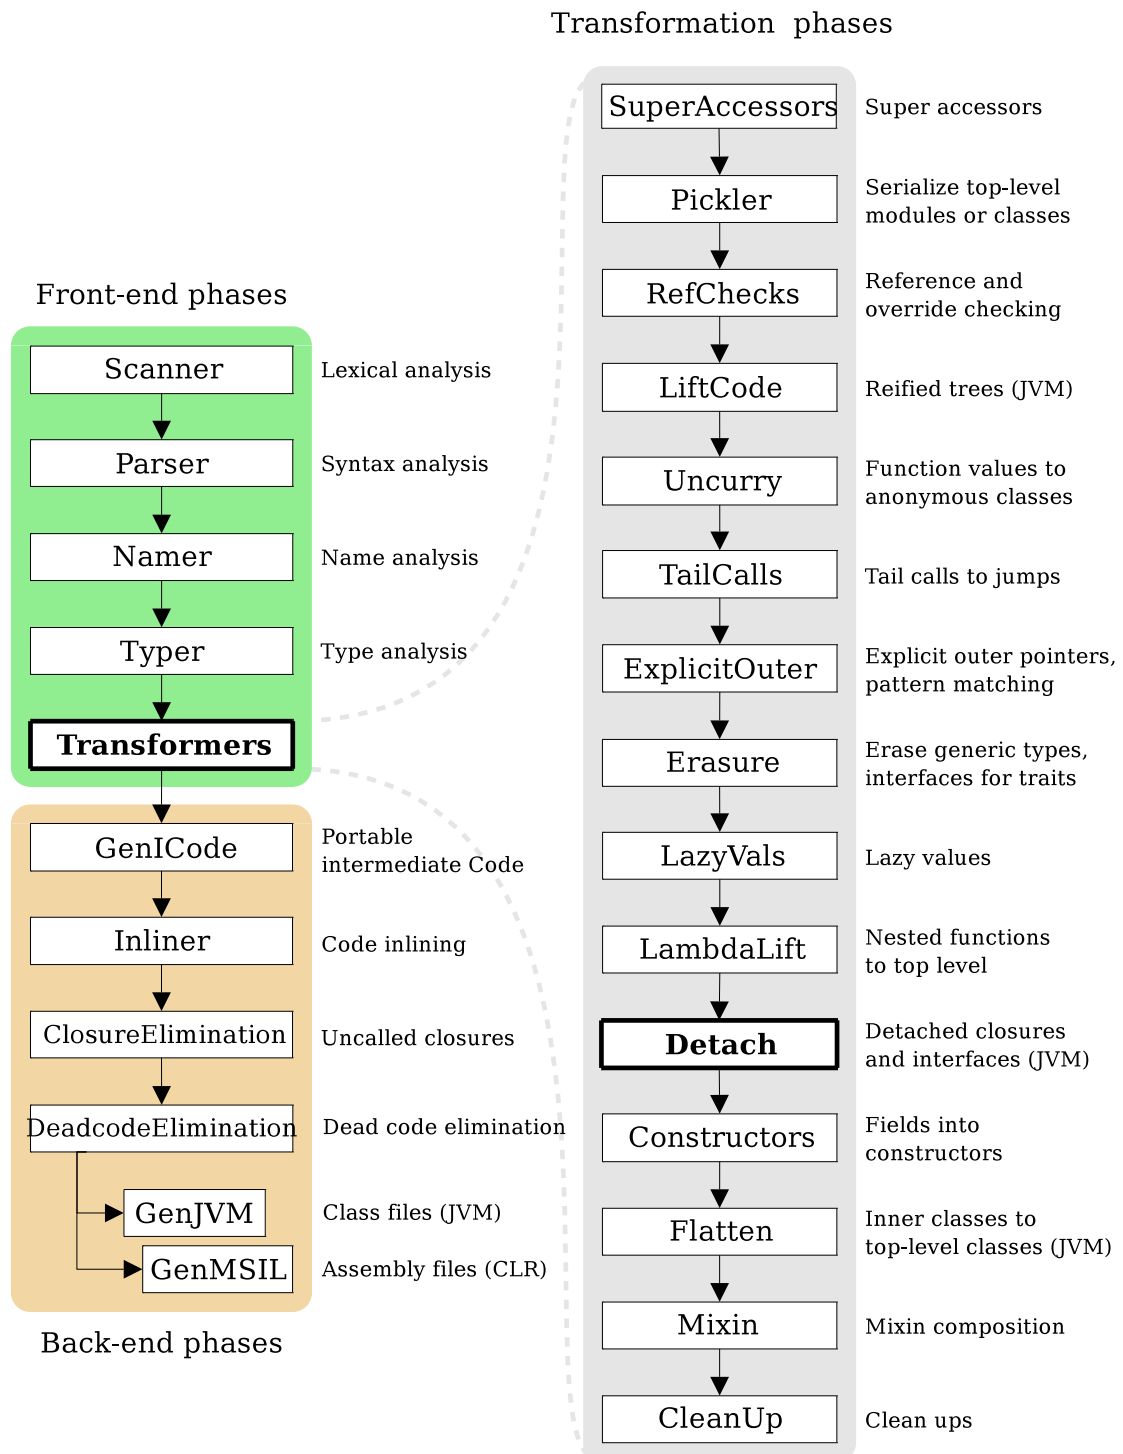 Transformation phases
SuperAccessors
Super accessors
Pickler
Serialize top-level
modules or classes
RefChecks
Reference and
override checking
LiftCode
Reified trees (JVM)
Uncurry
Function values to
anonymous classes
TailCalls
Tail calls to jumps
ExplicitOuter
Explicit outer pointers,
pattern matching
Erasure
Erase generic types,
interfaces for traits
LazyVals
Lazy values
LambdaLift
Nested functions
to top level
Detach
Detached closures
and interfaces (JVM)
Constructors
Fields into
constructors
Flatten
Inner classes to
top-level classes (JVM)
Mixin
Mixin composition
CleanUp
Clean ups
Front-end phases
Scanner
Lexical analysis
Parser
Syntax analysis
Namer
Name analysis
Typer
Type analysis
Transformers
GenICode
Portable
intermediate Code
Inliner
Code inlining
ClosureElimination
Uncalled closures
DeadcodeElimination
Dead code elimination
GenJVM
Class files (JVM)
GenMSIL
Assembly files (CLR)
Back-end phases